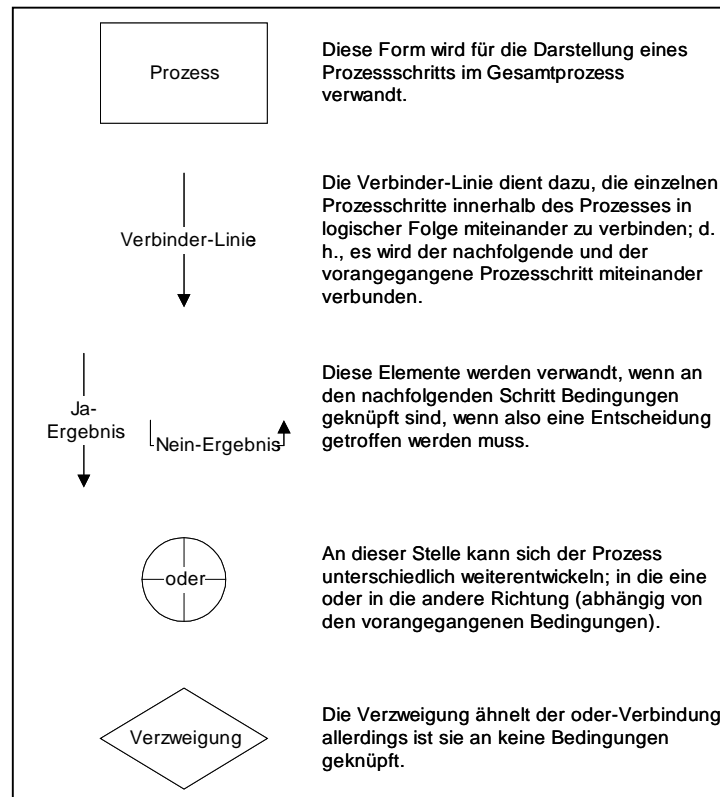 Prozess
Diese Form wird für die Darstellung eines
Prozessschritts im Gesamtprozess
verwandt.
Verbinder-Linie
Die Verbinder-Linie dient dazu, die einzelnen
Prozesschritte innerhalb des Prozesses in
logischer Folge miteinander zu verbinden; d.
h., es wird der nachfolgende und der
vorangegangene Prozesschritt miteinander
verbunden.
Ja-
Ergebnis
Nein-Ergebnis
Diese Elemente werden verwandt, wenn an
den nachfolgenden Schritt Bedingungen
geknüpft sind, wenn also eine Entscheidung
getroffen werden muss.
oder
An dieser Stelle kann sich der Prozess
unterschiedlich weiterentwickeln; in die eine
oder in die andere Richtung (abhängig von
den vorangegangenen Bedingungen).
Verzweigung
Die Verzweigung ähnelt der oder-Verbindung
allerdings ist sie an keine Bedingungen
geknüpft.